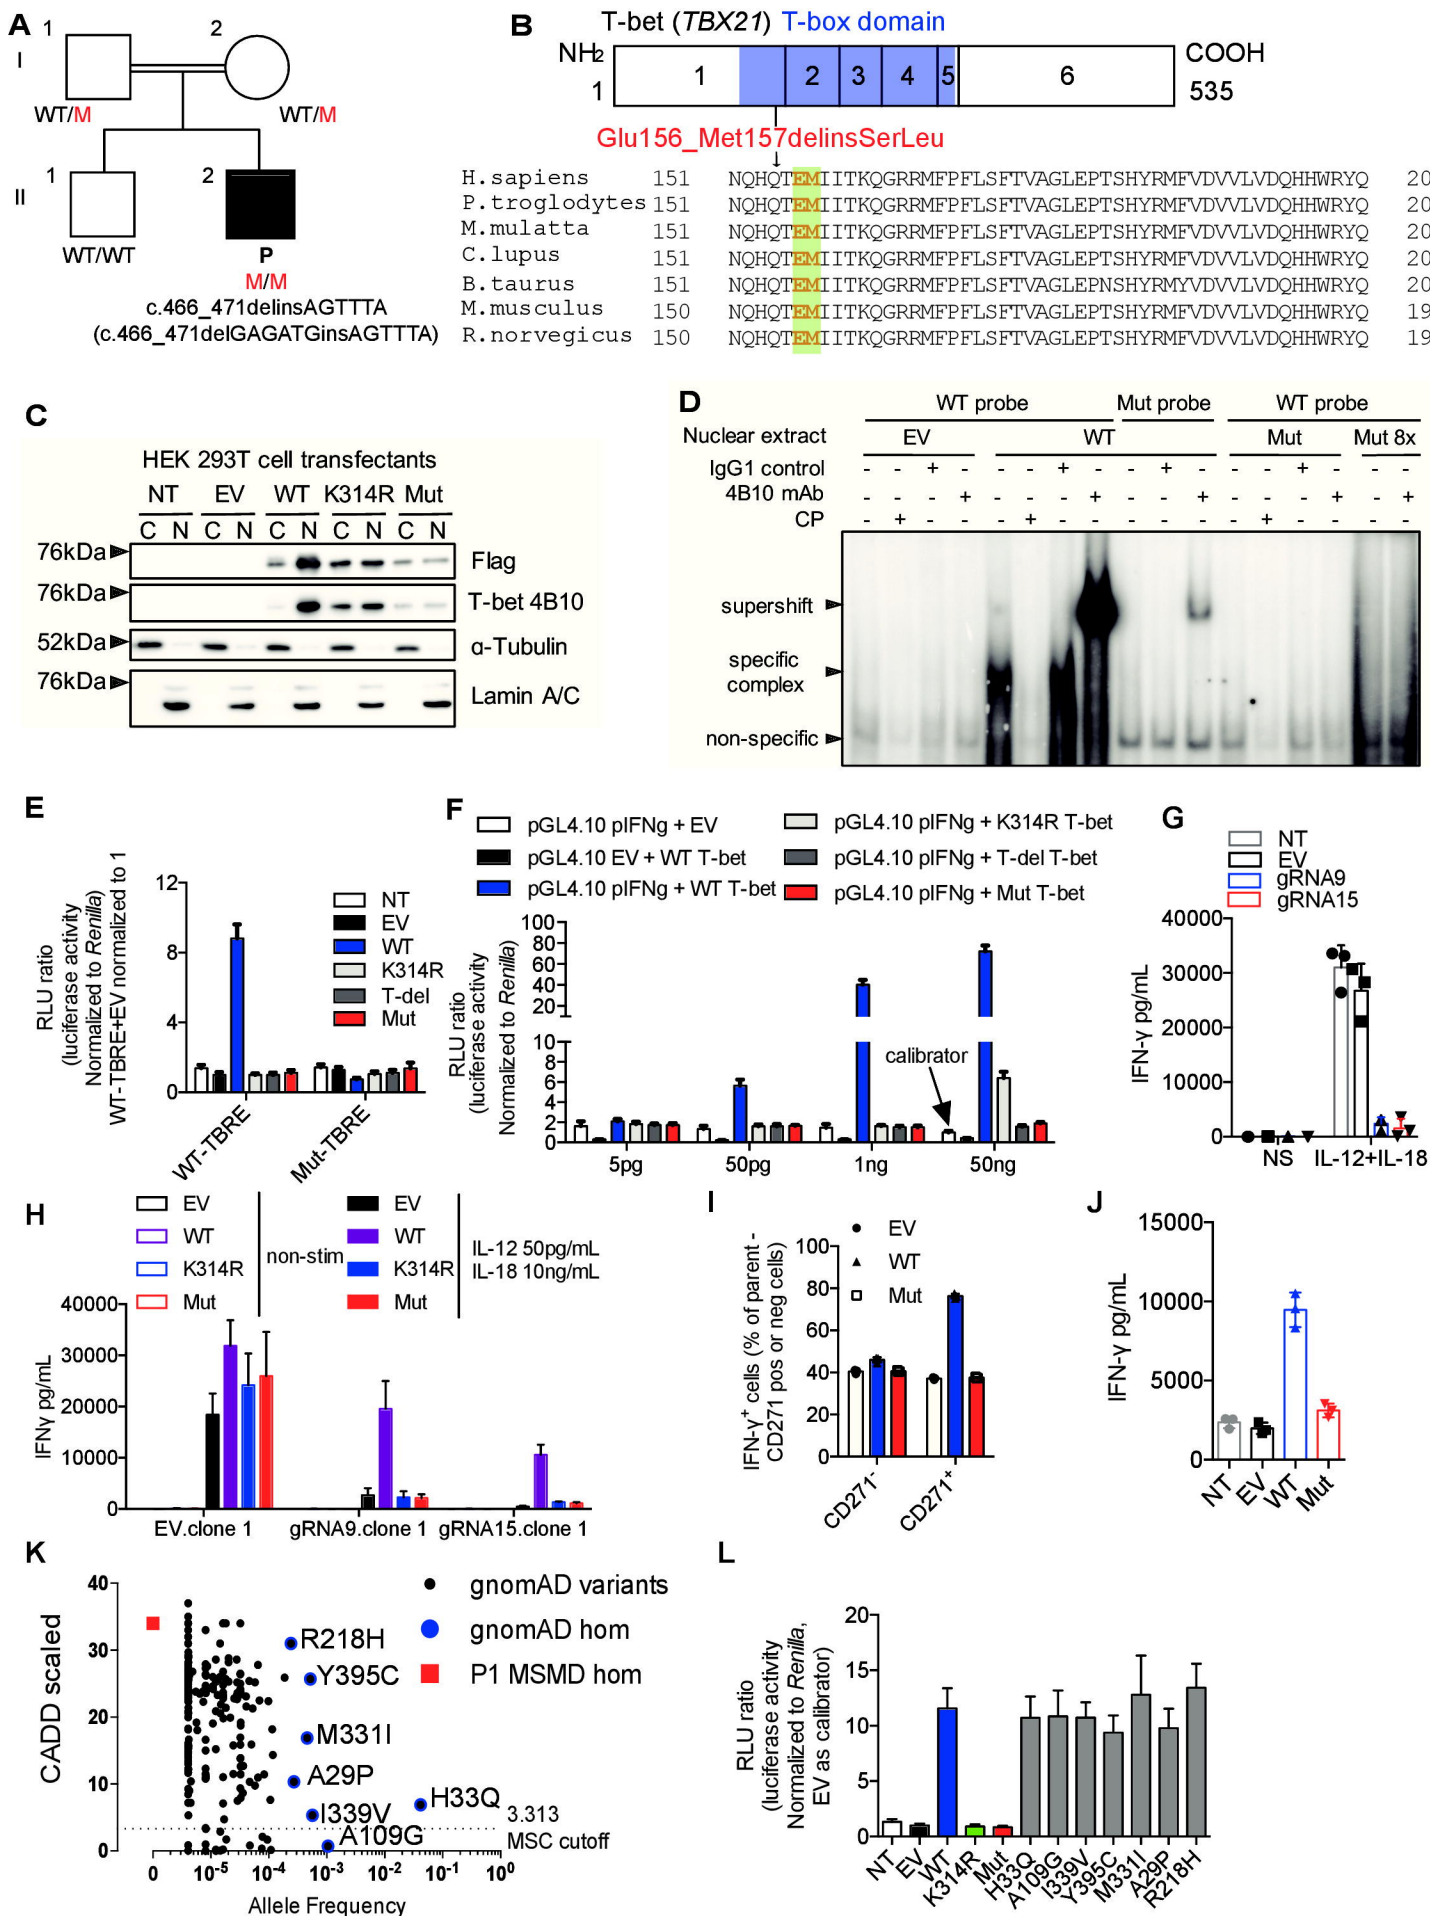 A
1
2
I
WT/M
WT/M
1
2
II
WT/WT
P
M/M
c.466_471delinsAGTTTA
(c.466_471delGAGATGinsAGTTTA)
B
T-bet (TBX21) T-box domain
NH2
COOH
1
1 2 3 4 5 6
535
Glu156_Met157delinsSerLeu
H.sapiens 151 NQHQTEMIITKQGRRMFPFLSFTVAGLEPTSHYRMFVDVVLVDQHHWRYQ 20
P.troglodytes 151 NQHQTEMIITKQGRRMFPFLSFTVAGLEPTSHYRMFVDVVLVDQHHWRYQ 20
M.mulatta 151 NQHQTEMIITKQGRRMFPFLSFTVAGLEPTSHYRMFVDVVLVDQHHWRYQ 20
C.lupus 151 NQHQTEMIITKQGRRMFPFLSFTVAGLEPTSHYRMFVDVVLVDQHHWRYQ 20
B.taurus 151 NQHQTEMIITKQGRRMFPFLSFTVAGLEPNSHYRMFVDVVLVDQHHWRYQ 20
M.musculus 150 NQHQTEMIITKQGRRMFPFLSFTVAGLEPTSHYRMFVDVVLVDQHHWRYQ 19
R.norvegicus 150 NQHQTEMIITKQGRRMFPFLSFTVAGLEPTSHYRMFVDVVLVDQHHWRYQ 19
C
HEK 293T cell transfectants
NT EV WT K314R Mut
C N C N C N C N C N
76kDa Flag
76kDa T-bet 4B10
52kDa α-Tubulin
76kDa Lamin A/C
D
WT probe Mut probe WT probe
Nuclear extract EV WT Mut Mut 8x
IgG1 control - - + - - - + - - + - - - + - - -
4B10 mAb - - - + - - - + - - + - - - + - +
CP - + - - - + - - - - - - + - - - -
supershift
specific
complex
non-specific
E
RLU ratio
(luciferase activity
Normalized to Renilla)
WT-TBRE+EV normalized to 1
12
8
4
0
NT
EV
WT
K314R
T-del
Mut
WT-TBRE
Mut-TBRE
F
pGL4.10 pIFNg + EV
pGL4.10 EV + WT T-bet
pGL4.10 pIFNg + WT T-bet
pGL4.10 pIFNg + K314R T-bet
pGL4.10 pIFNg + T-del T-bet
pGL4.10 pIFNg + Mut T-bet
RLU ratio
(luciferase activity
Normalized to Renilla)
100
80
60
40
20
10
8
6
4
2
0
calibrator
5pg 50pg 1ng 50ng
G
NT
EV
gRNA9
gRNA15
IFN-γ pg/mL
40000
30000
20000
10000
0
NS IL-12+IL-18
H
EV
WT
K314R
Mut
non-stim
EV
WT
K314R
Mut
IL-12 50pg/mL
IL-18 10ng/mL
IFNγ pg/mL
40000
30000
20000
10000
0
EV.clone 1 gRNA9.clone 1 gRNA15.clone 1
I
EV
WT
Mut
IFN-γ+ cells (% of parent -
CD271 pos or neg cells)
100
80
60
40
20
0
CD271-
CD271+
J
IFN-γ pg/mL
15000
10000
5000
0
NT
EV
WT
Mut
K
CADD scaled
40
30
20
10
0
gnomAD variants
gnomAD hom
P1 MSMD hom
R218H
Y395C
M331I
A29P
H33Q
I339V
A109G
3.313
MSC cutoff
0 10-5 10-4 10-3 10-2 10-1 100
Allele Frequency
L
RLU ratio
(luciferase activity
Normalized to Renilla,
EV as calibrator)
20
15
10
5
0
NT
EV
WT
K314R
Mut
H33Q
A109G
I339V
Y395C
M331I
A29P
R218H